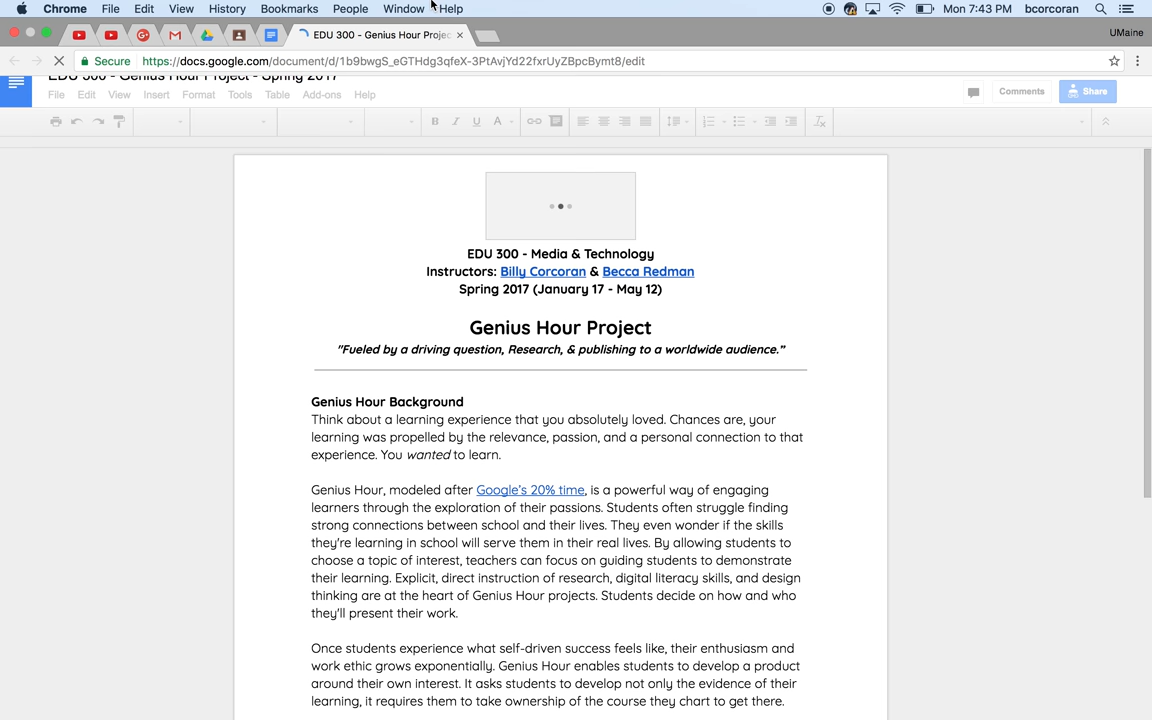 Chrome File Edit View History Bookmarks People Window Help Mon 7:43 PM bcorcoran
EDU 300 - Genius Hour Projec UMaine
Secure https://docs.google.com/document/d/1b9bwgS_eGTHdg3qfeX-3PtAvjYd22fxrUyZBpcBymt8/edit
EDU 300 - Genius Hour Project - Spring 2017
File Edit View Insert Format Tools Table Add-ons Help Comments Share
B I U A
EDU 300 - Media & Technology
Instructors: Billy Corcoran & Becca Redman
Spring 2017 (January 17 - May 12)
Genius Hour Project
"Fueled by a driving question, Research, & publishing to a worldwide audience.”
Genius Hour Background
Think about a learning experience that you absolutely loved. Chances are, your
learning was propelled by the relevance, passion, and a personal connection to that
experience. You wanted to learn.
Genius Hour, modeled after Google’s 20% time, is a powerful way of engaging
learners through the exploration of their passions. Students often struggle finding
strong connections between school and their lives. They even wonder if the skills
they're learning in school will serve them in their real lives. By allowing students to
choose a topic of interest, teachers can focus on guiding students to demonstrate
their learning. Explicit, direct instruction of research, digital literacy skills, and design
thinking are at the heart of Genius Hour projects. Students decide on how and who
they'll present their work.
Once students experience what self-driven success feels like, their enthusiasm and
work ethic grows exponentially. Genius Hour enables students to develop a product
around their own interest. It asks students to develop not only the evidence of their
learning, it requires them to take ownership of the course they chart to get there.